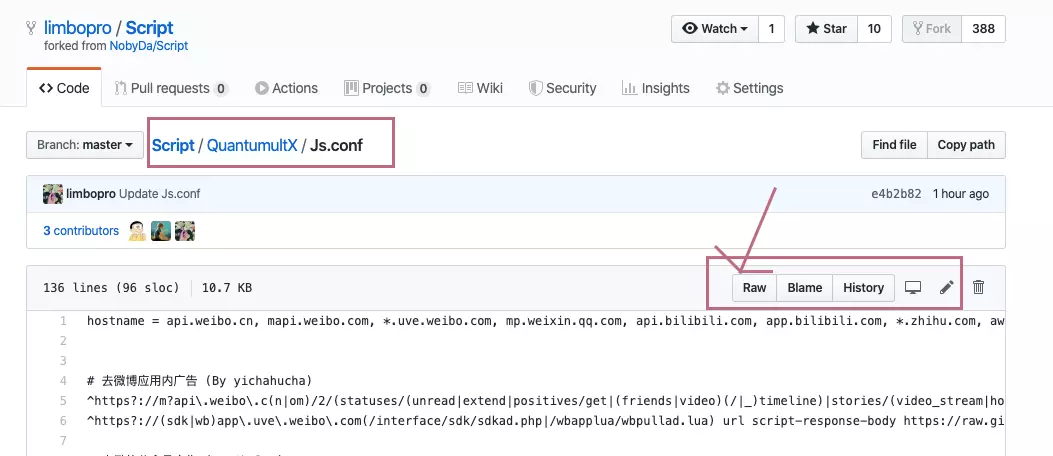 limbopro / Script
forked from NobyDa/Script
Watch 1 Star 10 Fork 388
Code Pull requests 0 Actions Projects 0 Wiki Security Insights Settings
Branch: master Script / QuantumultX / Js.conf Find file Copy path
limbopro Update Js.conf e4b2b82 1 hour ago
3 contributors
136 lines (96 sloc) 10.7 KB Raw Blame History
1 hostname = api.weibo.cn, mapi.weibo.com, *.uve.weibo.com, mp.weixin.qq.com, api.bilibili.com, app.bilibili.com, *.zhihu.com, aw
2
3
4 # 去微博应用内广告 (By yichahucha)
5 ^https?://m?api\.weibo\.c(n|om)/2/(statuses/(unread|extend|positives/get|(friends|video)(/|_)timeline)|stories/(video_stream|ho
6 ^https?://(sdk|wb)app\.uve\.weibo\.com(/interface/sdk/sdkad.php|/wbapplua/wbpullad.lua) url script-response-body https://raw.gi
7